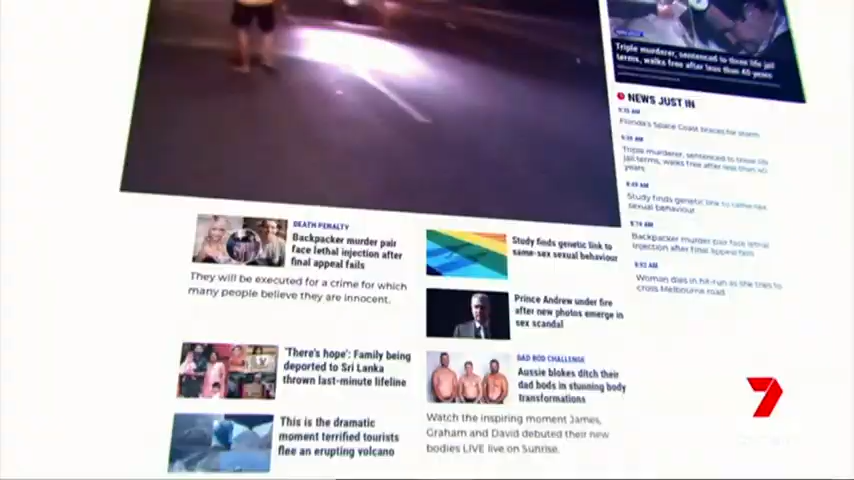 Triple murderer, sentenced to three life jail
terms, walks free after less than 40 years
NEWS JUST IN
Florida's Space Coast braces for storm
Triple murderer, sentenced to three life
jail terms, walks free after less than 40
years
Study finds genetic link to same-sex
sexual behaviour
Backpacker murder pair face lethal
injection after final appeal fails
Woman dies in hit-run as she tries to
cross Melbourne road
DEATH PENALTY
Backpacker murder pair
face lethal injection after
final appeal fails
They will be executed for a crime for which
many people believe they are innocent.
Study finds genetic link to
same-sex sexual behaviour
Prince Andrew under fire
after new photos emerge in
sex scandal
'There's hope': Family being
deported to Sri Lanka
thrown last-minute lifeline
DAD BOD CHALLENGE
Aussie blokes ditch their
dad bods in stunning body
transformations
Watch the inspiring moment James,
Graham and David debuted their new
bodies LIVE live on Sunrise.
This is the dramatic
moment terrified tourists
flee an erupting volcano
7